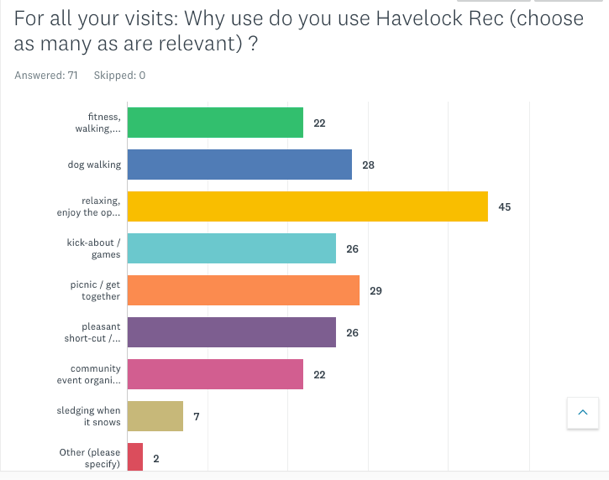 For all your visits: Why use do you use Havelock Rec (choose
as many as are relevant) ?
Answered: 71 Skipped: 0
fitness,
walking,...
22
dog walking
28
relaxing,
enjoy the op...
45
kick-about /
games
26
picnic / get
together
29
pleasant
short-cut /...
26
community
event organi...
22
sledging when
it snows
7
Other (please
specify)
2